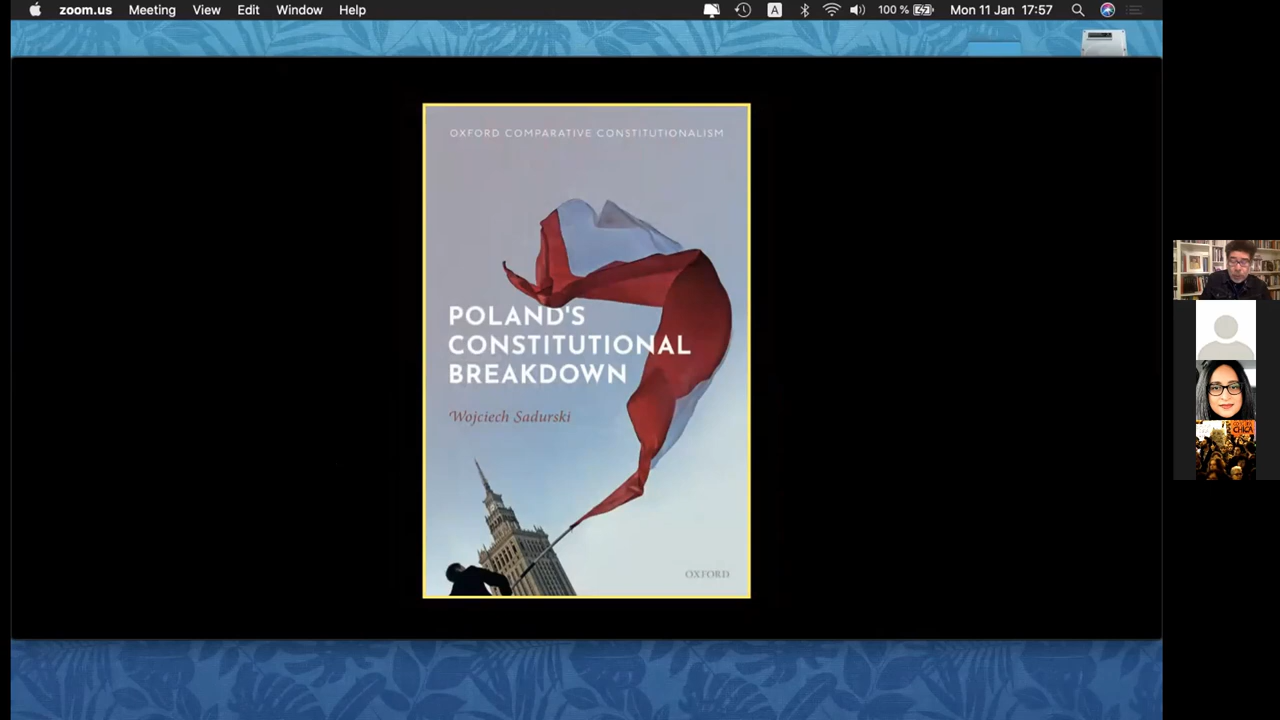 zoom.us Meeting View Edit Window Help A 100 % Mon 11 Jan 17:57
OXFORD COMPARATIVE CONSTITUTIONALISM
POLAND'S
CONSTITUTIONAL
BREAKDOWN
Wojciech Sadurski
OXFORD
CHICA